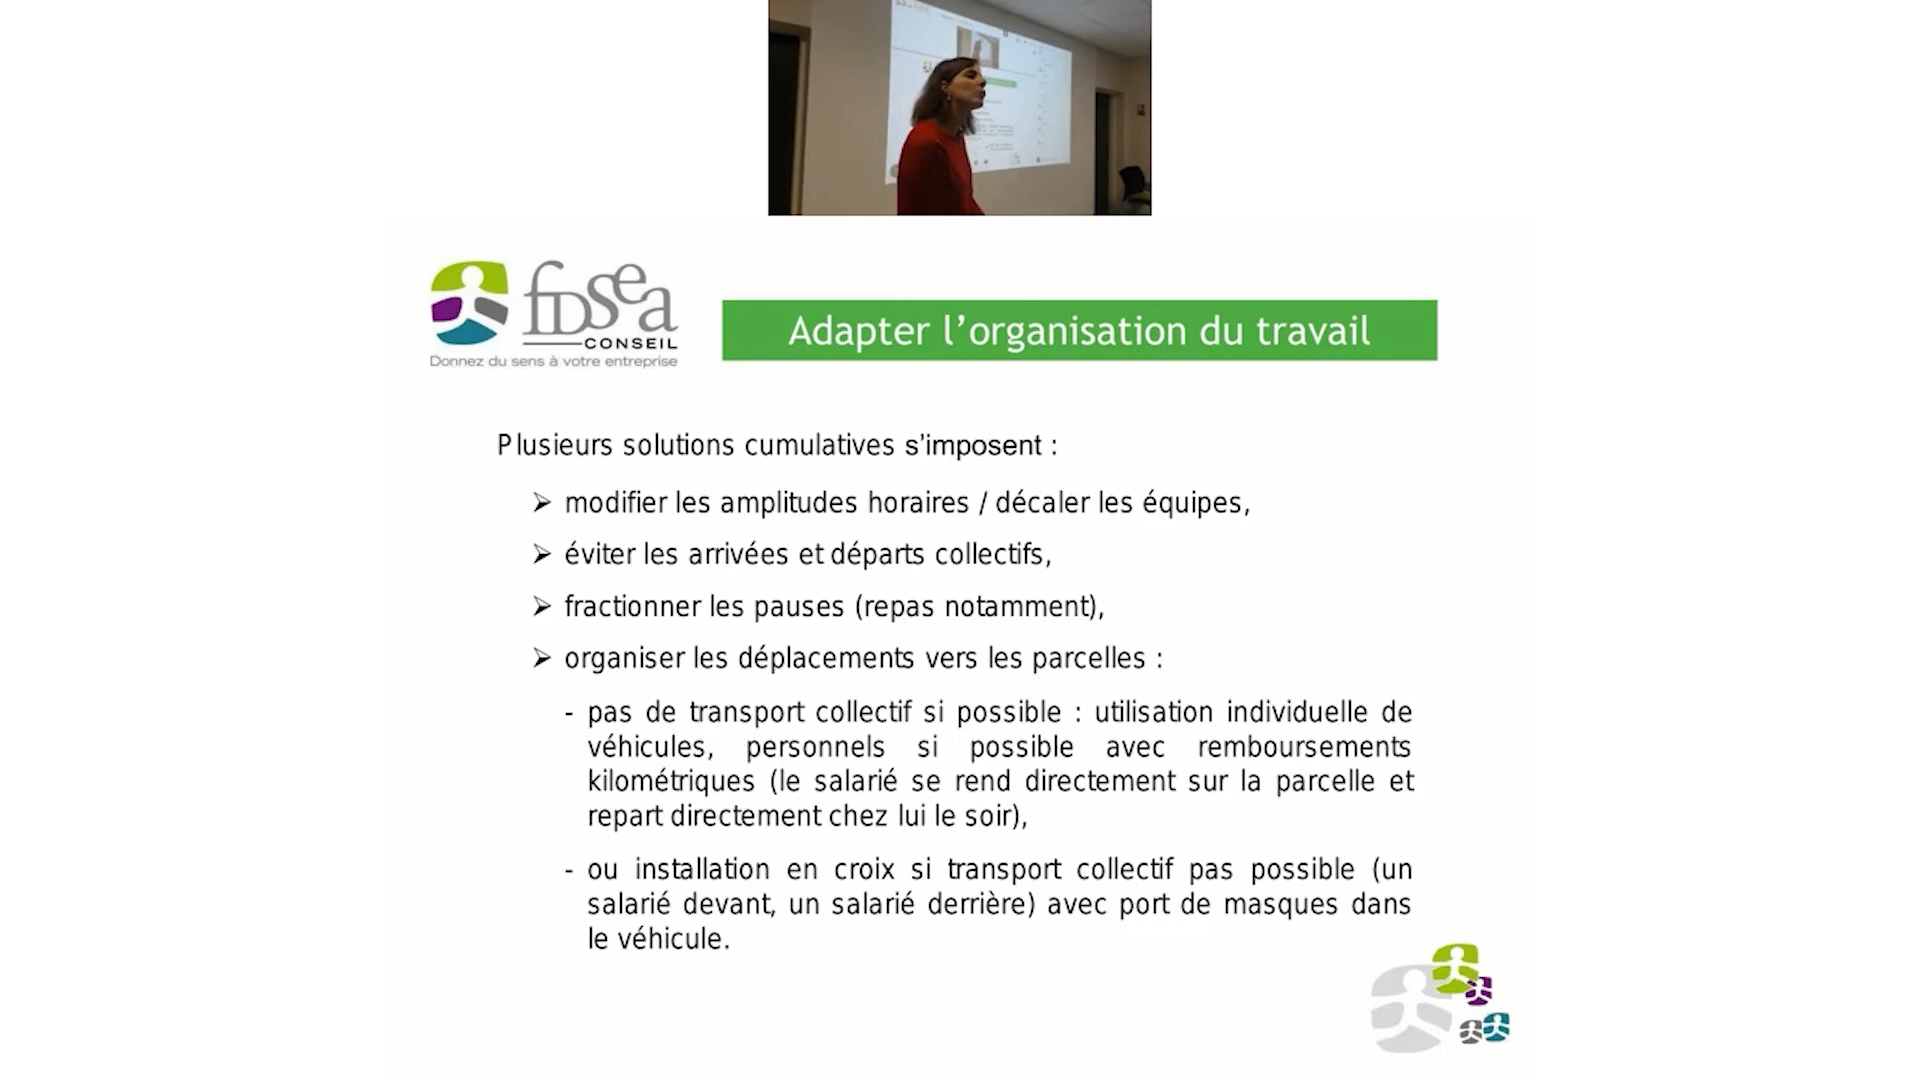 fdsea
CONSEIL
Donnez du sens à votre entreprise
Adapter l’organisation du travail
Plusieurs solutions cumulatives s’imposent :
➢ modifier les amplitudes horaires / décaler les équipes,
➢ éviter les arrivées et départs collectifs,
➢ fractionner les pauses (repas notamment),
➢ organiser les déplacements vers les parcelles :
- pas de transport collectif si possible : utilisation individuelle de
véhicules, personnels si possible avec remboursements
kilométriques (le salarié se rend directement sur la parcelle et
repart directement chez lui le soir),
- ou installation en croix si transport collectif pas possible (un
salarié devant, un salarié derrière) avec port de masques dans
le véhicule.